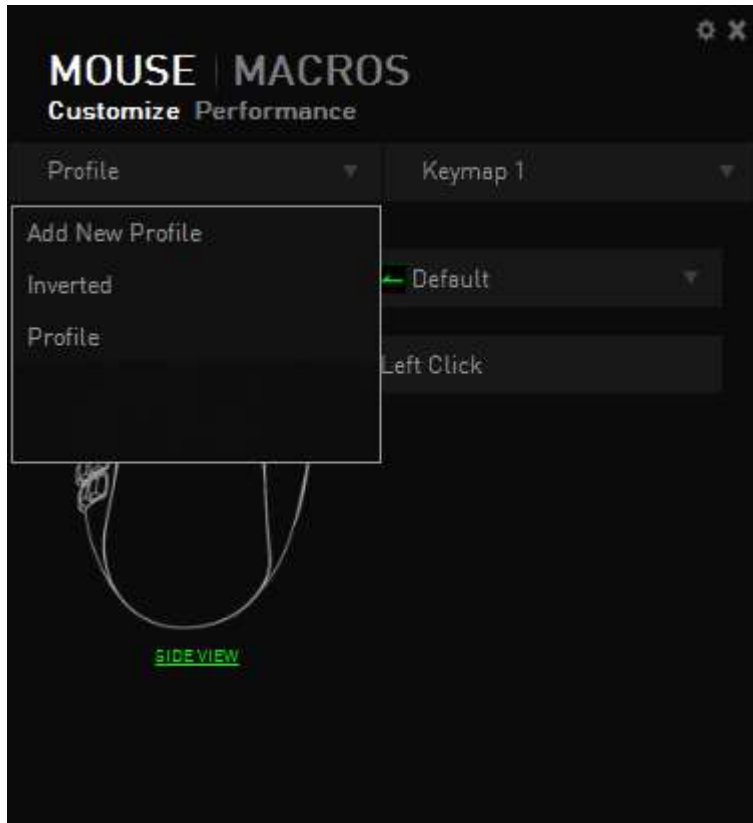 MOUSE | MACROS
Customize Performance
Profile
Keymap 1
Add New Profile
Inverted
Profile
Default
Left Click
SIDE VIEW